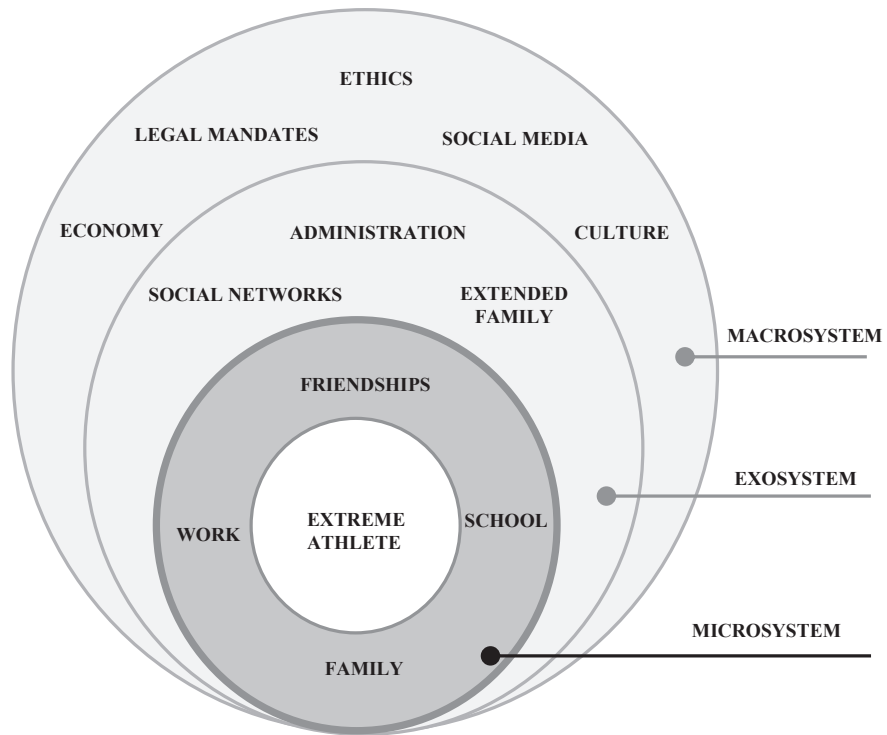 ETHICS
LEGAL MANDATES
SOCIAL MEDIA
ECONOMY
ADMINISTRATION
CULTURE
SOCIAL NETWORKS
EXTENDED
FAMILY
MACROSYSTEM
FRIENDSHIPS
EXOSYSTEM
WORK
EXTREME
ATHLETE
SCHOOL
MICROSYSTEM
FAMILY